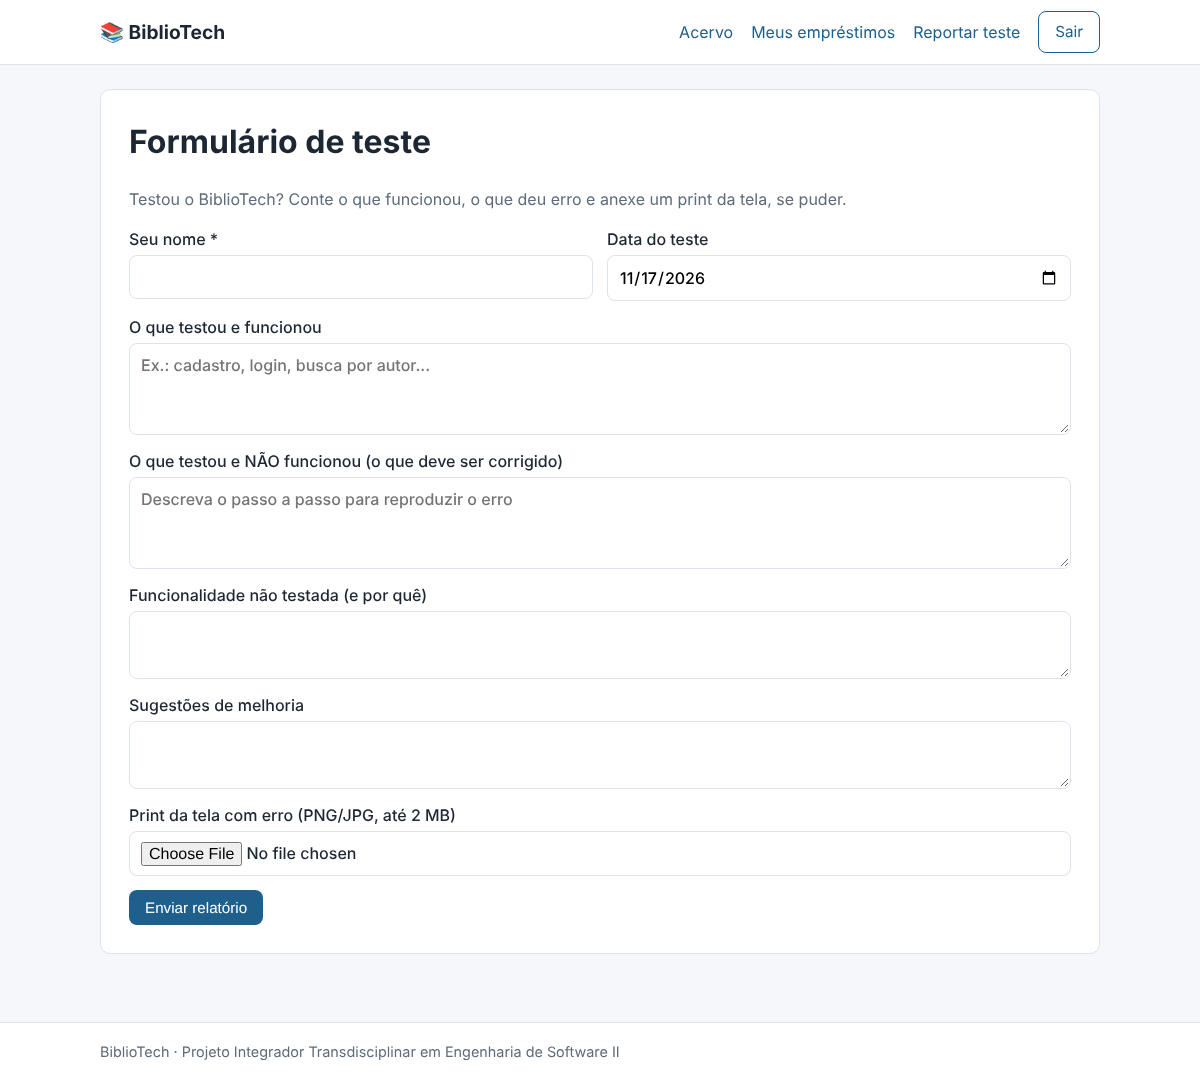 📚 BiblioTech
Acervo Meus empréstimos Reportar teste Sair
Formulário de teste
Testou o BiblioTech? Conte o que funcionou, o que deu erro e anexe um print da tela, se puder.
Seu nome * Data do teste
11/17/2026
O que testou e funcionou
Ex.: cadastro, login, busca por autor...
O que testou e NÃO funcionou (o que deve ser corrigido)
Descreva o passo a passo para reproduzir o erro
Funcionalidade não testada (e por quê)
Sugestões de melhoria
Print da tela com erro (PNG/JPG, até 2 MB)
Choose File No file chosen
Enviar relatório
BiblioTech · Projeto Integrador Transdisciplinar em Engenharia de Software II